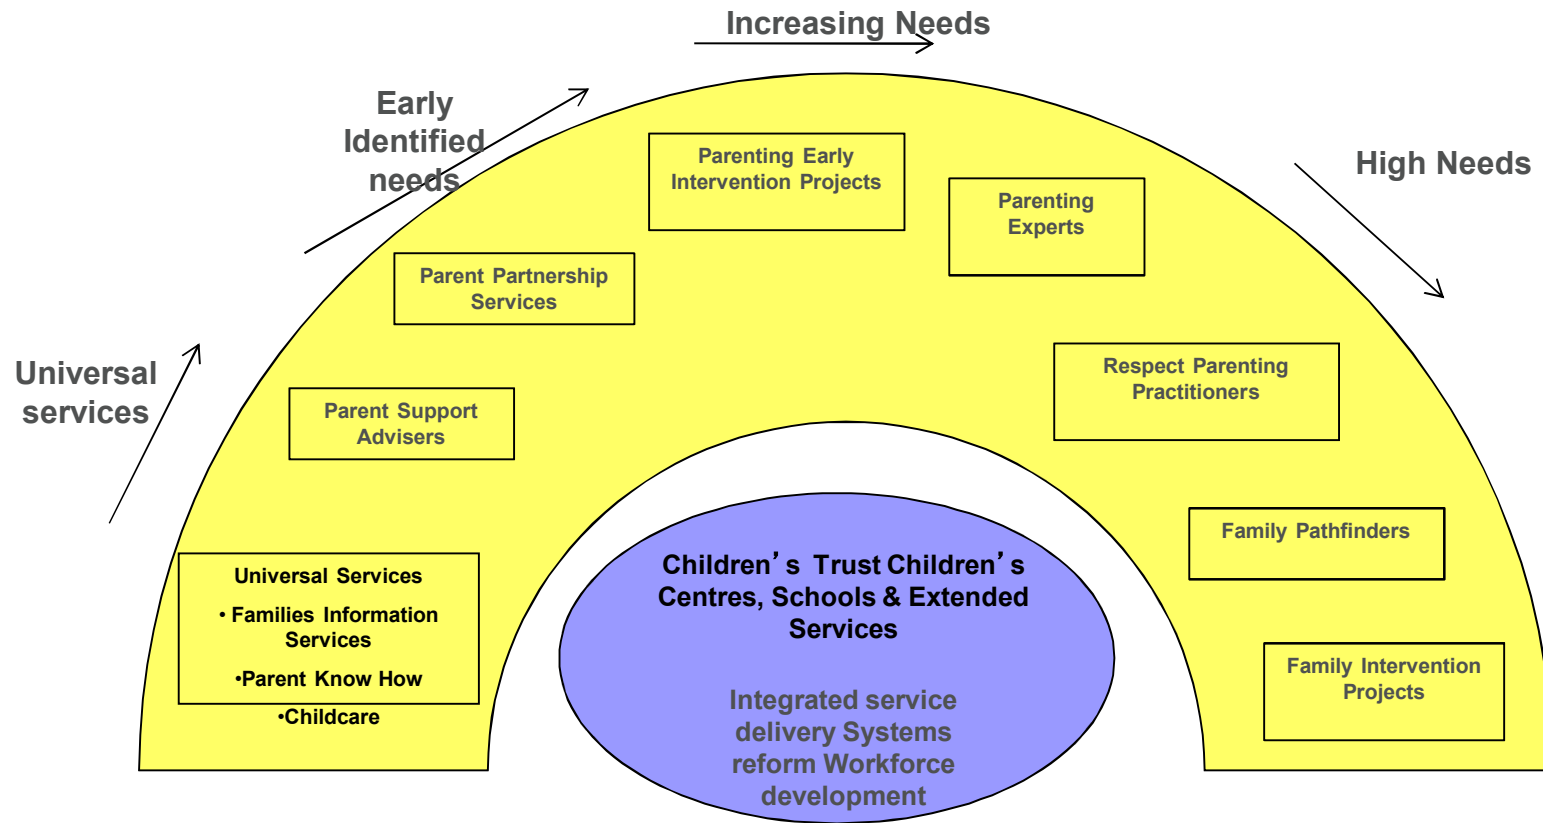 Increasing Needs
Early
Identified
needs
High Needs
Universal
services
Parenting Early
Intervention Projects
Parenting
Experts
Parent Partnership
Services
Respect Parenting
Practitioners
Parent Support
Advisers
Family Pathfinders
Universal Services
• Families Information
Services
•Parent Know How
•Childcare
Children’s Trust Children’s
Centres, Schools & Extended
Services
Integrated service
delivery Systems
reform Workforce
development
Family Intervention
Projects